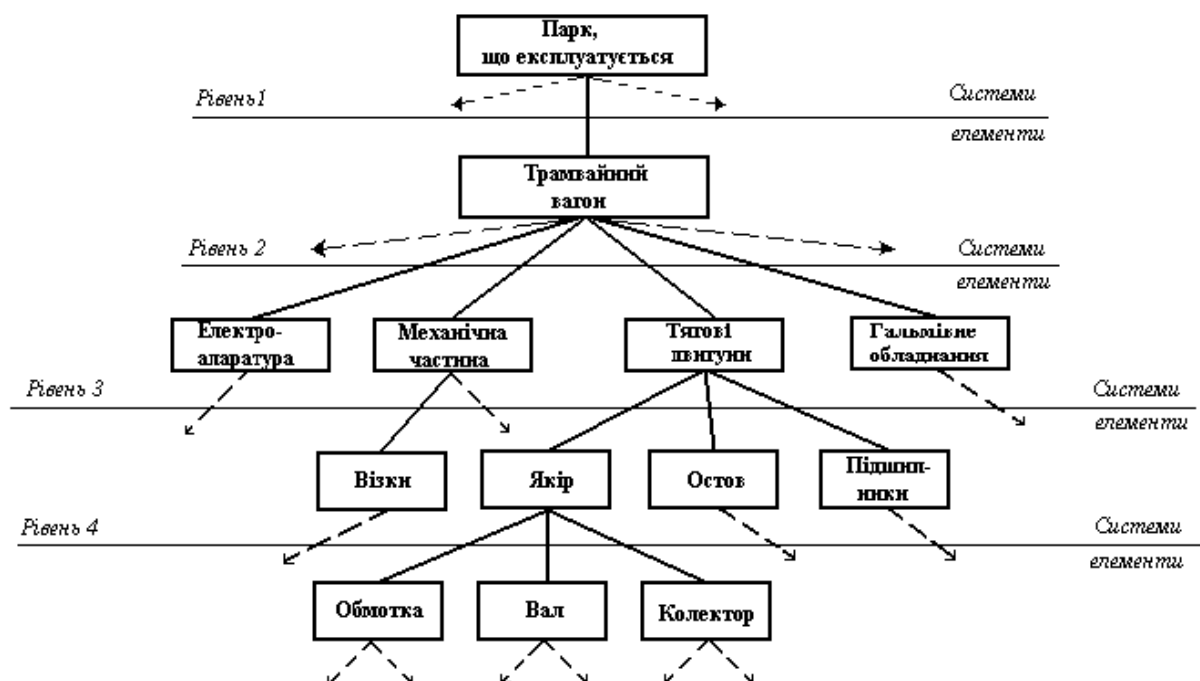 Парк,
що експлуатується
Рівень1
Системи
елементи
Трамвайний
вагон
Рівень 2
Системи
елементи
Електро-
апаратура
Механічна
частина
Тягові
двигуни
Гальмівне
обладнання
Рівень 3
Системи
елементи
Візки
Якір
Остов
Підшип-
ники
Рівень 4
Системи
елементи
Обмотка
Вал
Колектор